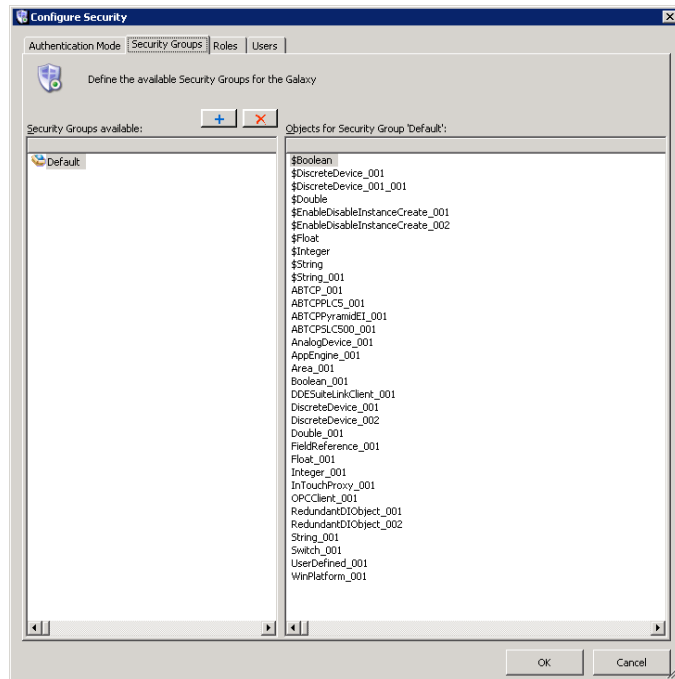 Configure Security
Authentication Mode Security Groups Roles Users
Define the available Security Groups for the Galaxy
Security Groups available:
Default
Objects for Security Group 'Default':
$Boolean
$DiscreteDevice_001
$DiscreteDevice_001_001
$Double
$EnableDisableInstanceCreate_001
$EnableDisableInstanceCreate_002
$Float
$Integer
$String
$String_001
ABTCP_001
ABTCPPLC5_001
ABTCPPyramidEI_001
ABTCPSLC500_001
AnalogDevice_001
AppEngine_001
Area_001
Boolean_001
DDESuiteLinkClient_001
DiscreteDevice_001
DiscreteDevice_002
Double_001
FieldReference_001
Float_001
Integer_001
InTouchProxy_001
OPCClient_001
RedundantDIObject_001
RedundantDIObject_002
String_001
Switch_001
UserDefined_001
WinPlatform_001
OK Cancel